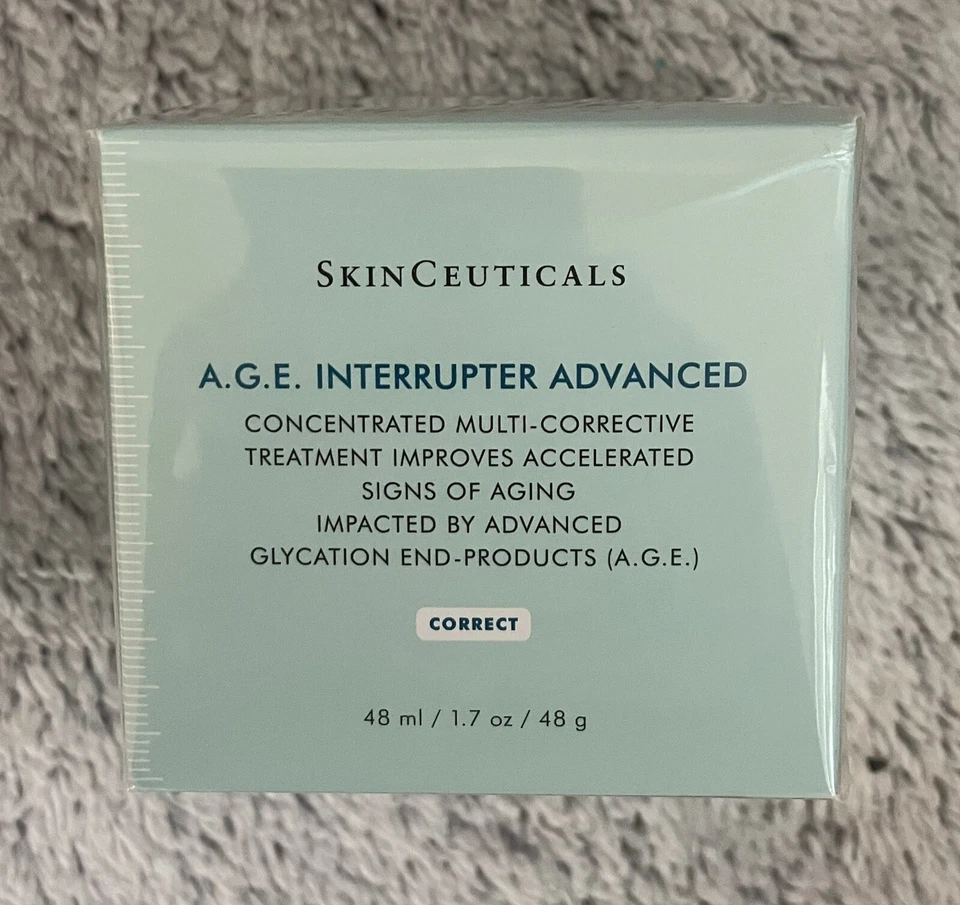 SKINCEUTICALS
A.G.E. INTERRUPTER ADVANCED
CONCENTRATED MULTI-CORRECTIVE
TREATMENT IMPROVES ACCELERATED
SIGNS OF AGING
IMPACTED BY ADVANCED
GLYCATION END-PRODUCTS (A.G.E.)
CORRECT
48 ml / 1.7 oz / 48 g